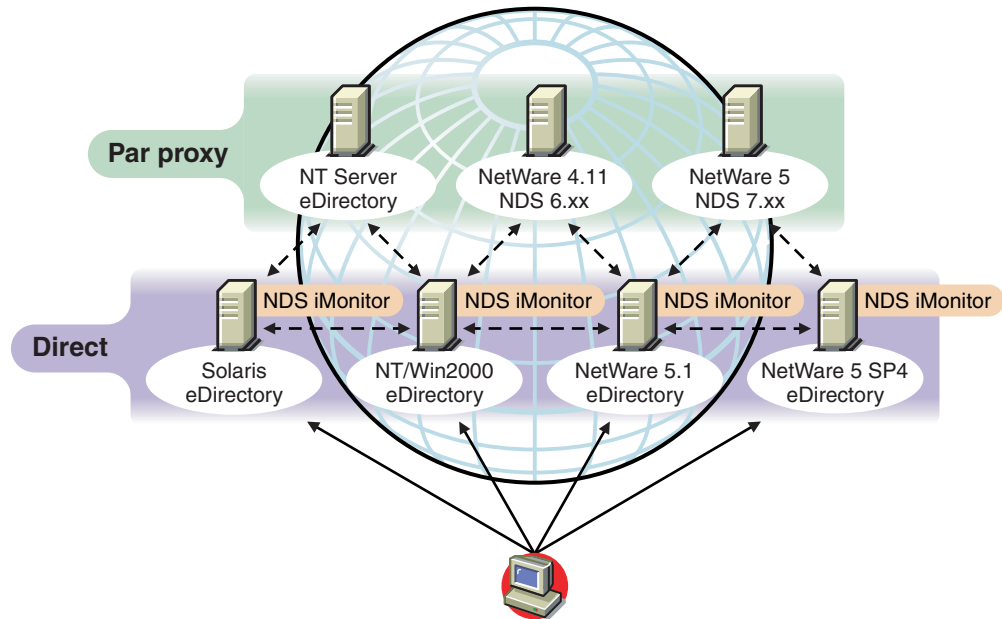 Par proxy
NT Server
eDirectory
NetWare 4.11
NDS 6.xx
NetWare 5
NDS 7.xx
Direct
NDS iMonitor
NDS iMonitor
NDS iMonitor
NDS iMonitor
Solaris
eDirectory
NT/Win2000
eDirectory
NetWare 5.1
eDirectory
NetWare 5 SP4
eDirectory